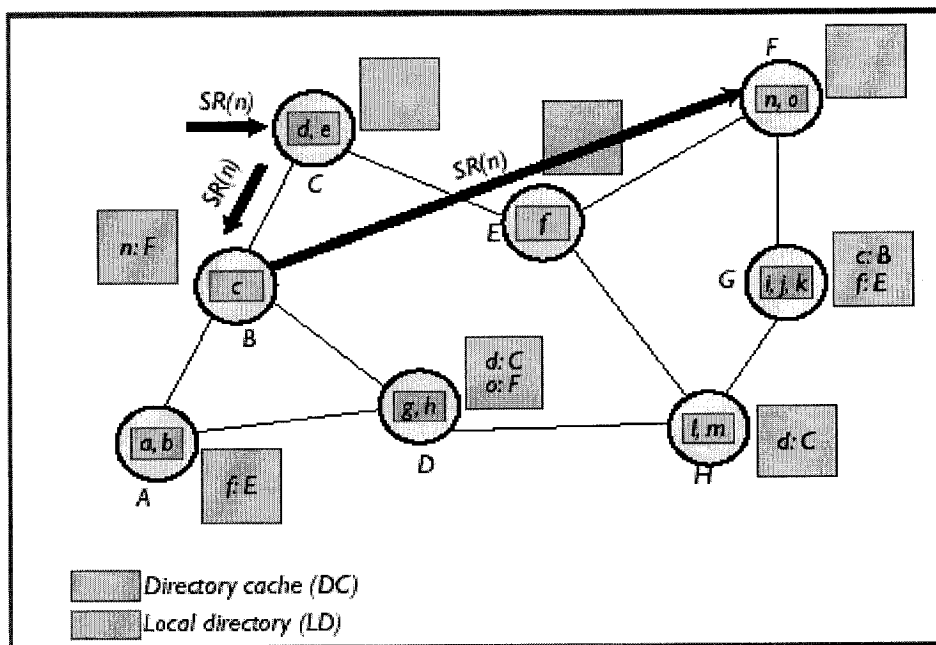 F
SR(n)
d, e
n, o
SR(n)
SR(n)
C
n: F
E
f
c
G
i, j, k
c: B
f: E
B
d: C
o: F
g, h
a, b
l, m
d: C
D
H
A
f: E
Directory cache (DC)
Local directory (LD)